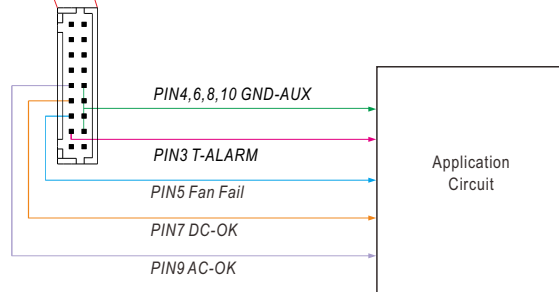 PIN4,6,8,10 GND-AUX
PIN3 T-ALARM
PIN5 Fan Fail
PIN7 DC-OK
PIN9 AC-OK
Application
Circuit